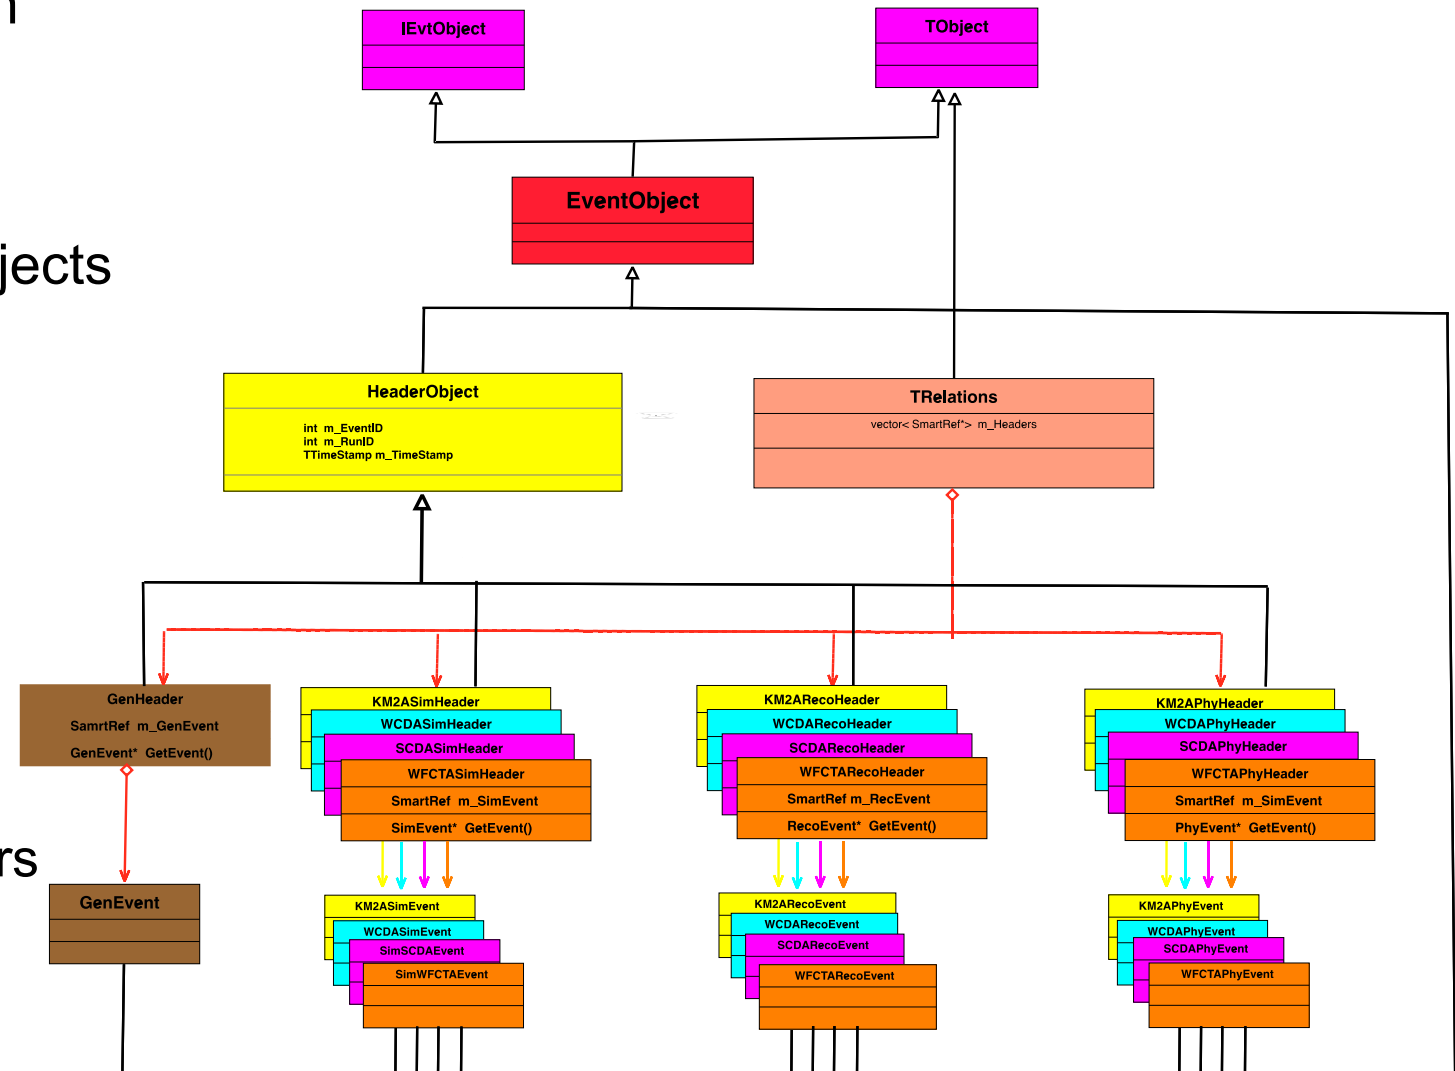 IEvtObject
TObject
EventObject
jects
HeaderObject
int m_EventID
int m_RunID
TTimeStamp m_TimeStamp
TRelations
vector< SmartRef*> m_Headers
GenHeader
SamrtRef m_GenEvent
GenEvent* GetEvent()
KM2ASimHeader
WCDASimHeader
SCDASimHeader
WFCTASimHeader
SmartRef m_SimEvent
SimEvent* GetEvent()
KM2ARecoHeader
WCDARecoHeader
SCDARecoHeader
WFCTARecoHeader
SmartRef m_RecEvent
RecoEvent* GetEvent()
KM2APhyHeader
WCDAPhyHeader
SCDAPhyHeader
WFCTAPhyHeader
SmartRef m_SimEvent
PhyEvent* GetEvent()
rs
GenEvent
KM2ASimEvent
WCDASimEvent
SimSCDAEvent
SimWFCTAEvent
KM2ARecoEvent
WCDARecoEvent
SCDARecoEvent
WFCTARecoEvent
KM2APhyEvent
WCDAPhyEvent
SCDAPhyEvent
WFCTAPhyEvent